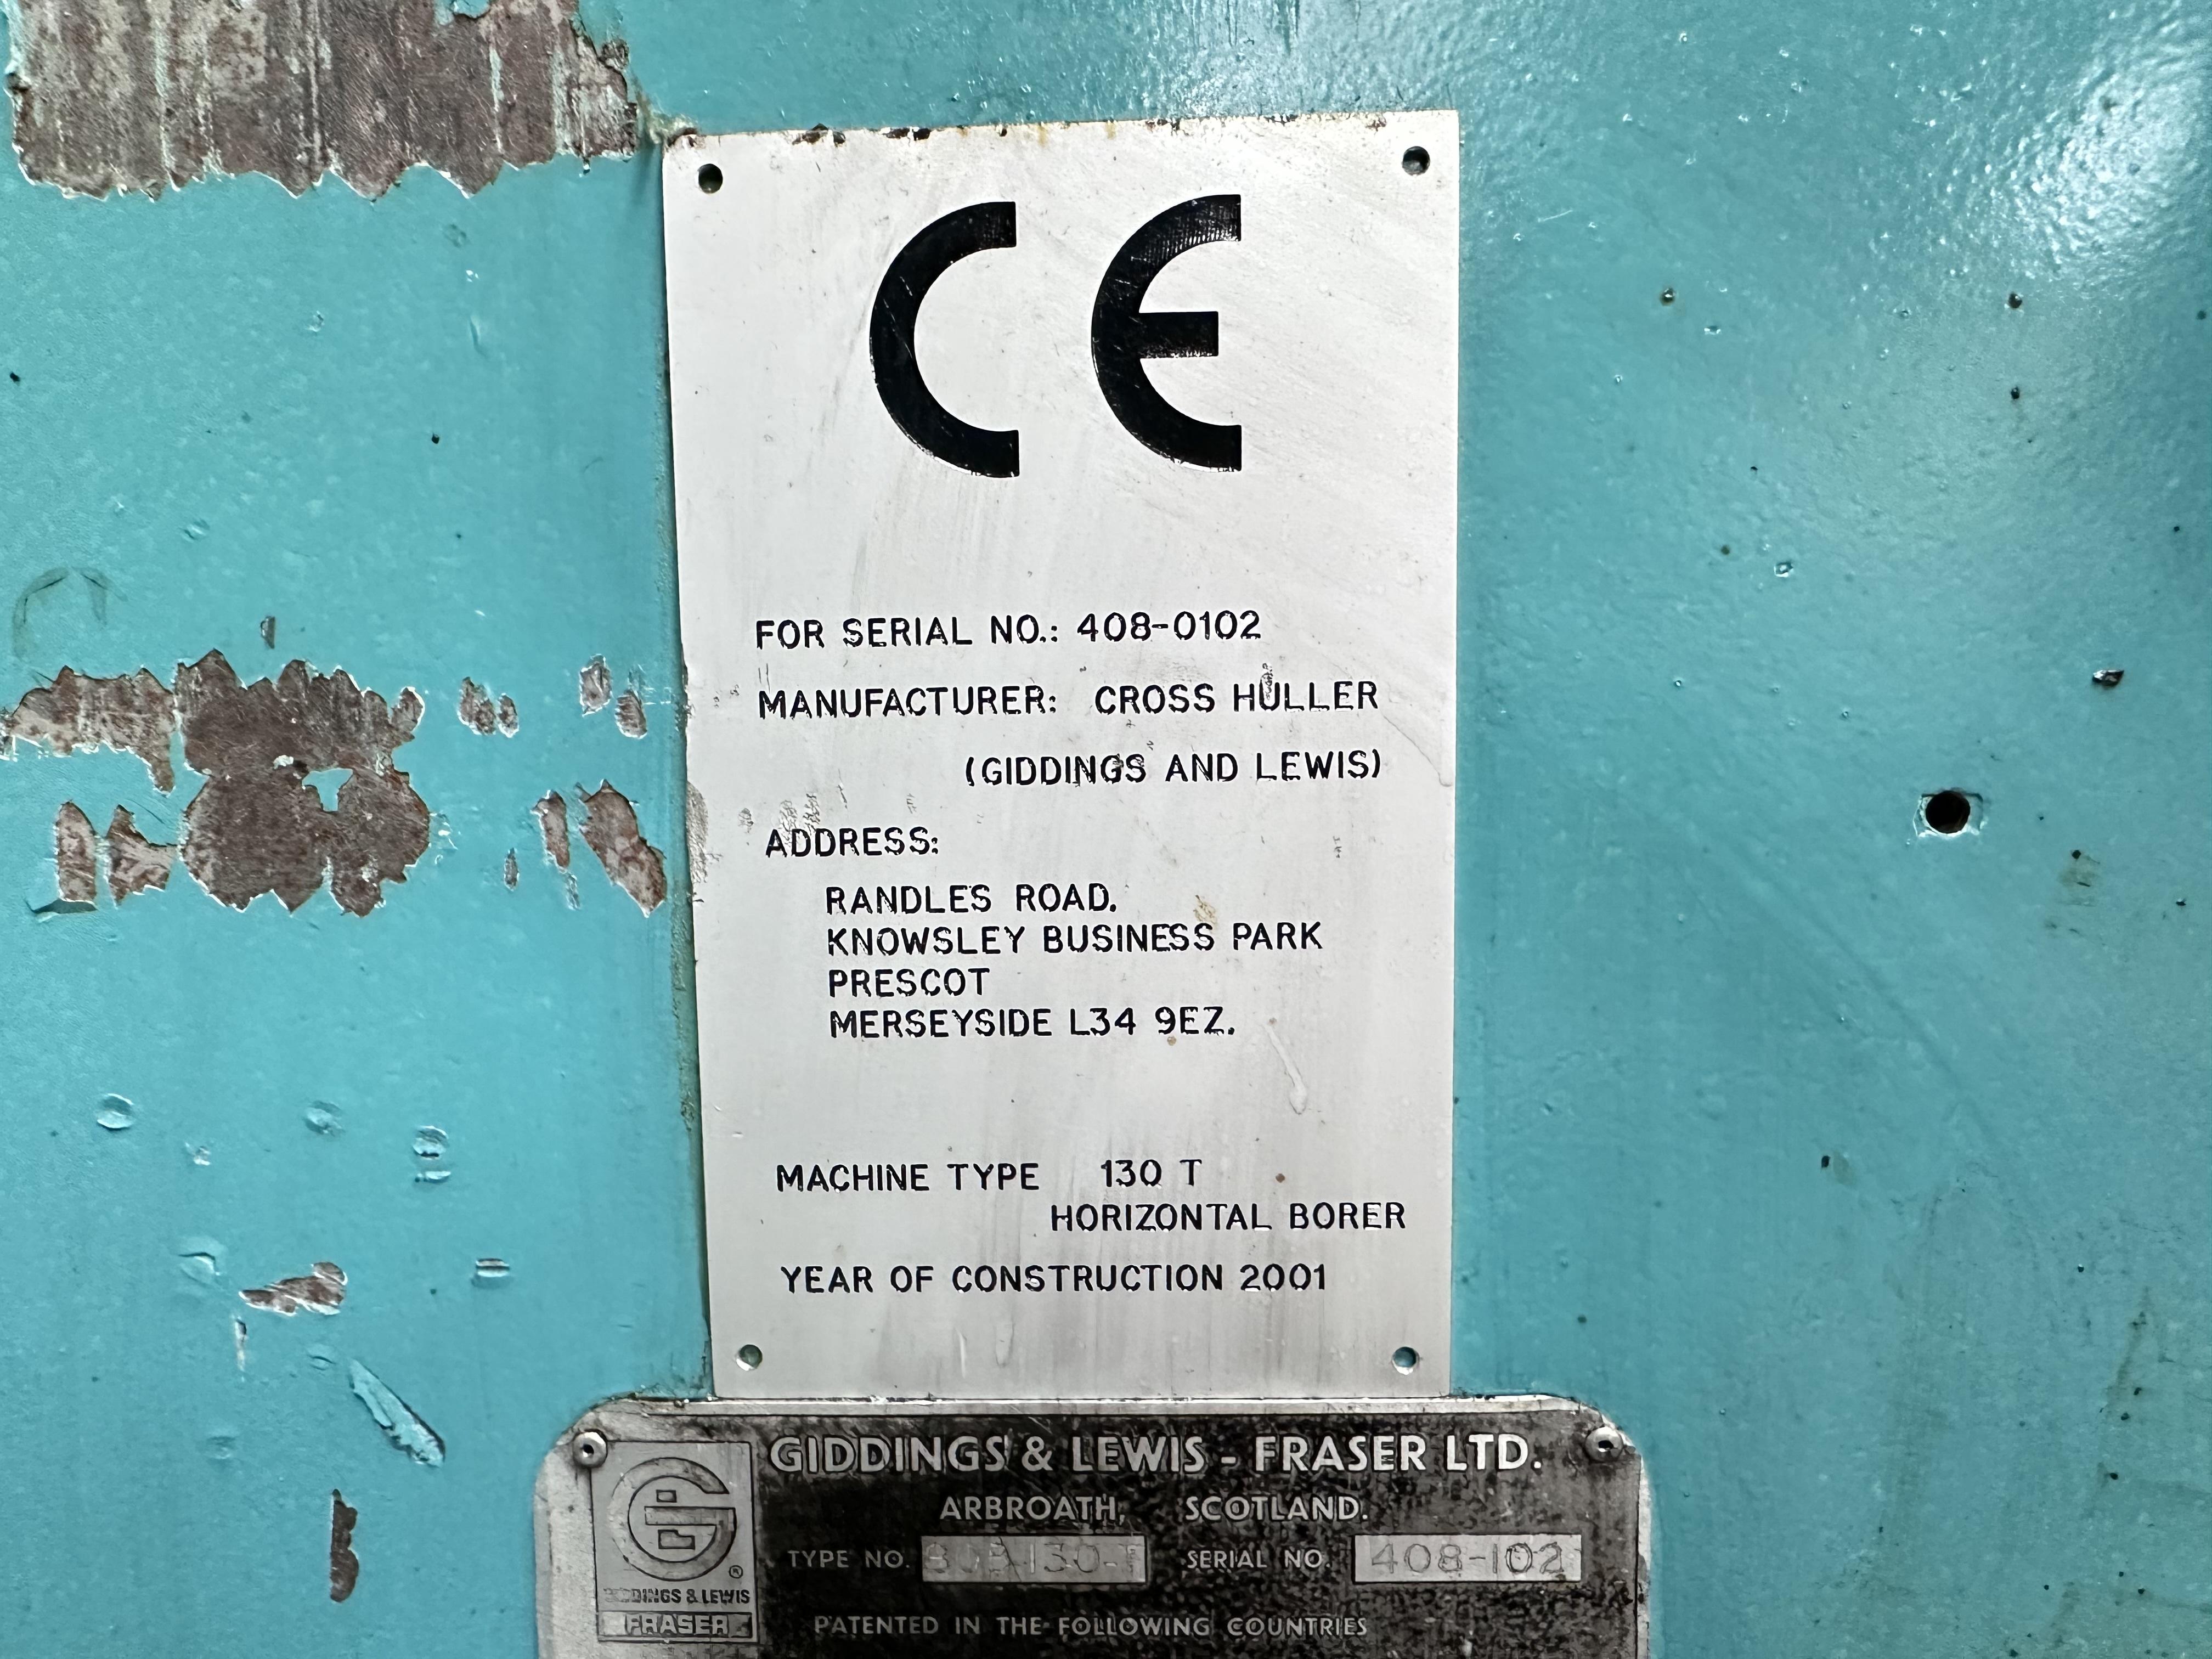 CE
FOR SERIAL NO.: 408-0102
MANUFACTURER: CROSS HULLER
(GIDDINGS AND LEWIS)
ADDRESS:
RANDLES ROAD.
KNOWSLEY BUSINESS PARK
PRESCOT
MERSEYSIDE L34 9EZ.
MACHINE TYPE 130 T
HORIZONTAL BORER
YEAR OF CONSTRUCTION 2001
GIDDINGS & LEWIS - FRASER LTD.
ARBROATH, SCOTLAND.
TYPE NO. SERIAL NO. 408-102
® 
& LEWIS
FRASER
PATENTED IN THE FOLLOWING COUNTRIES